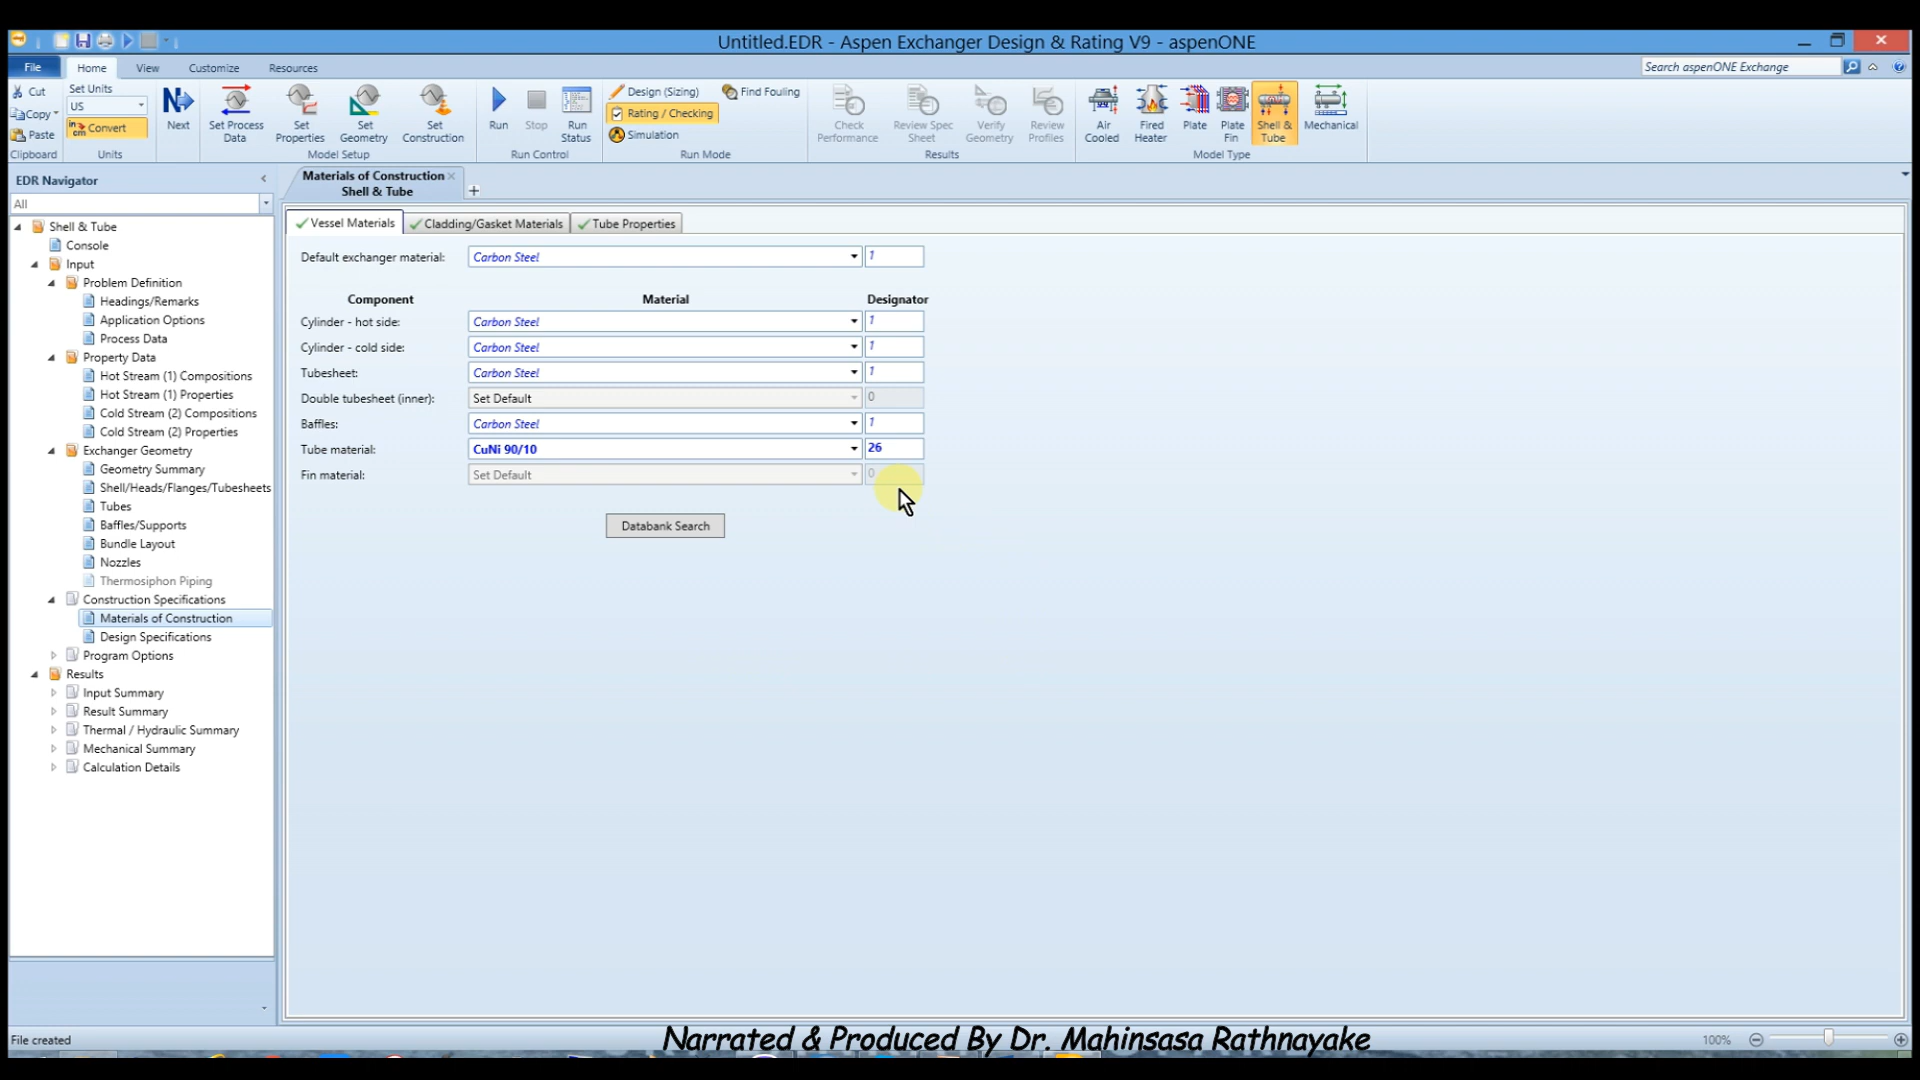 Untitled.EDR - Aspen Exchanger Design & Rating V9 - aspenONE
File Home View Customize Resources
Search aspenONE Exchange
Cut
Copy
Paste
Clipboard
Set Units
US
Convert
Units
Next
Set Process Data
Set Properties
Set Geometry
Set Construction
Model Setup
Run
Stop
Run Status
Run Control
Design (Sizing)
Rating / Checking
Simulation
Find Fouling
Run Mode
Check Performance
Review Spec Sheet
Verify Geometry
Review Profiles
Results
Air Cooled
Fired Heater
Plate
Plate Fin
Shell & Tube
Mechanical
Model Type
EDR Navigator
All
Shell & Tube
Console
Input
Problem Definition
Headings/Remarks
Application Options
Process Data
Property Data
Hot Stream (1) Compositions
Hot Stream (1) Properties
Cold Stream (2) Compositions
Cold Stream (2) Properties
Exchanger Geometry
Geometry Summary
Shell/Heads/Flanges/Tubesheets
Tubes
Baffles/Supports
Bundle Layout
Nozzles
Thermosiphon Piping
Construction Specifications
Materials of Construction
Design Specifications
Program Options
Results
Input Summary
Result Summary
Thermal / Hydraulic Summary
Mechanical Summary
Calculation Details
Materials of Construction
Shell & Tube
Vessel Materials Cladding/Gasket Materials Tube Properties
Default exchanger material: Carbon Steel 1
Component Material Designator
Cylinder - hot side: Carbon Steel 1
Cylinder - cold side: Carbon Steel 1
Tubesheet: Carbon Steel 1
Double tubesheet (inner): Set Default 0
Baffles: Carbon Steel 1
Tube material: CuNi 90/10 26
Fin material: Set Default 0
Databank Search
File created
Narrated & Produced By Dr. Mahinsasa Rathnayake
100%